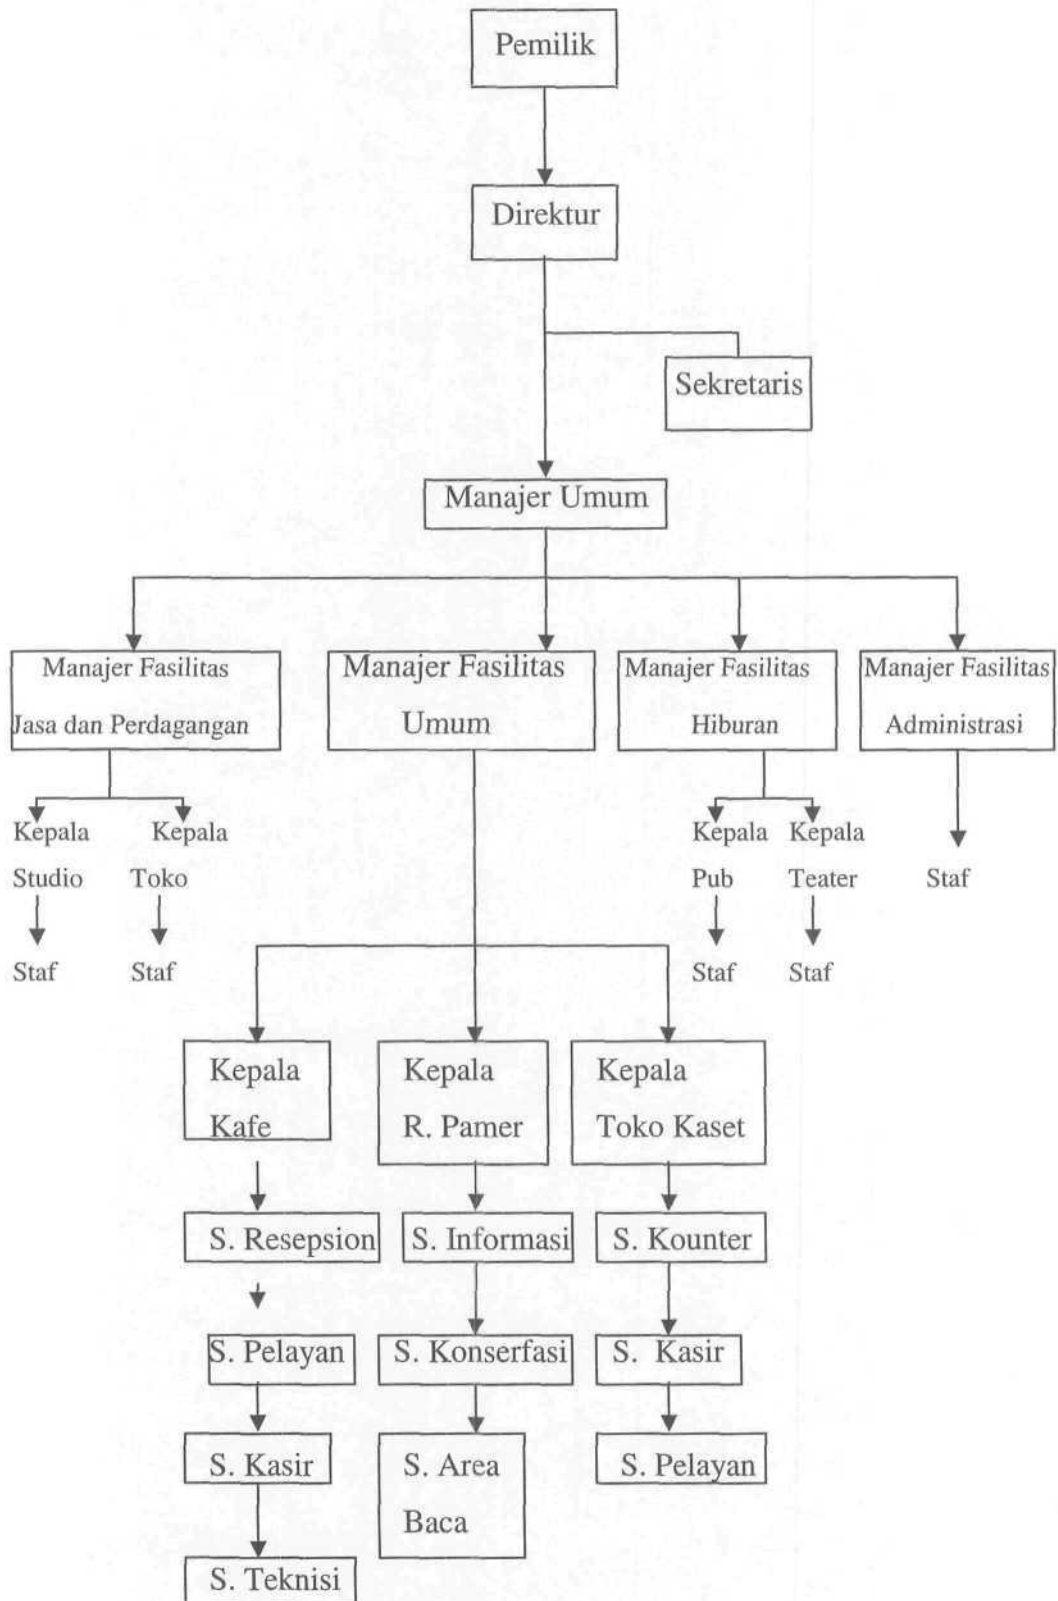 Pemilik
Direktur
Sekretaris
Manajer Umum
Manajer Fasilitas
Jasa dan Perdagangan
Manajer Fasilitas
Umum
Manajer Fasilitas
Hiburan
Manajer Fasilitas
Administrasi
Kepala
Studio
Staf
Kepala
Toko
Staf
Kepala
Pub
Staf
Kepala
Teater
Staf
Staf
Kepala
Kafe
S. Resepsion
S. Pelayan
S. Kasir
S. Teknisi
Kepala
R. Pamer
S. Informasi
S. Konserfasi
S. Area
Baca
Kepala
Toko Kaset
S. Kounter
S. Kasir
S. Pelayan